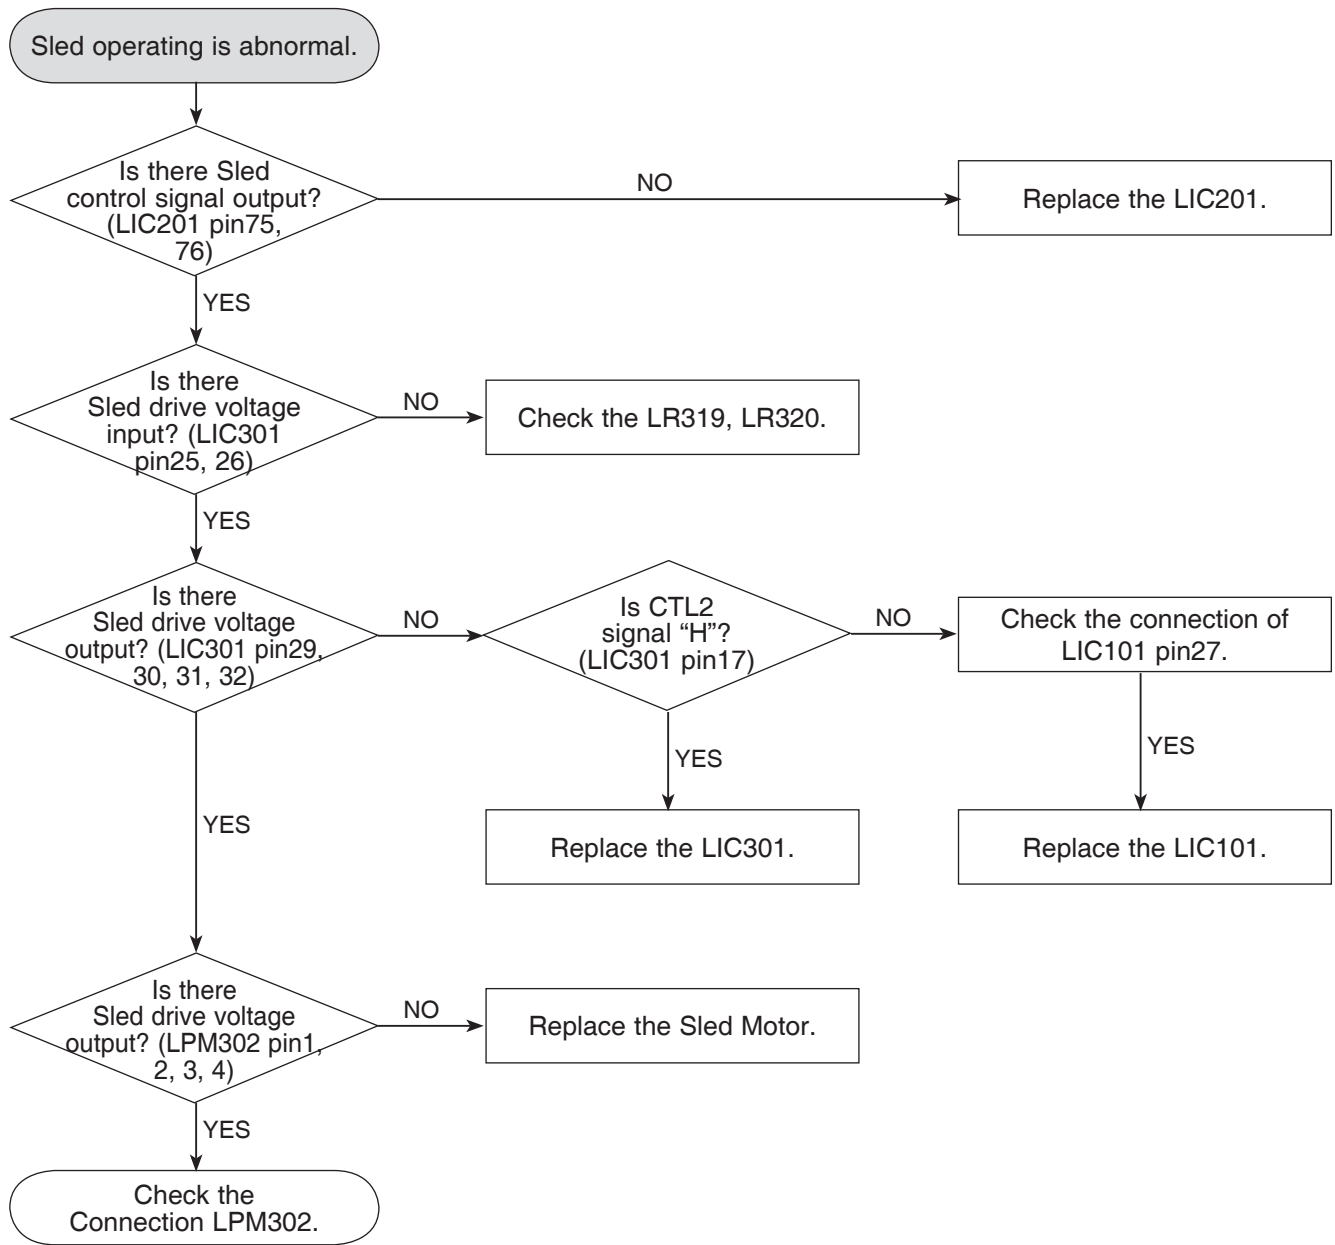 Sled operating is abnormal.
Is there Sled
control signal output?
(LIC201 pin75,
76)
NO
Replace the LIC201.
YES
Is there
Sled drive voltage
input? (LIC301
pin25, 26)
NO
Check the LR319, LR320.
YES
Is there
Sled drive voltage
output? (LIC301 pin29,
30, 31, 32)
NO
Is CTL2
signal “H”?
(LIC301 pin17)
NO
Check the connection of
LIC101 pin27.
YES
Replace the LIC301.
YES
Replace the LIC101.
YES
Is there
Sled drive voltage
output? (LPM302 pin1,
2, 3, 4)
NO
Replace the Sled Motor.
YES
Check the
Connection LPM302.